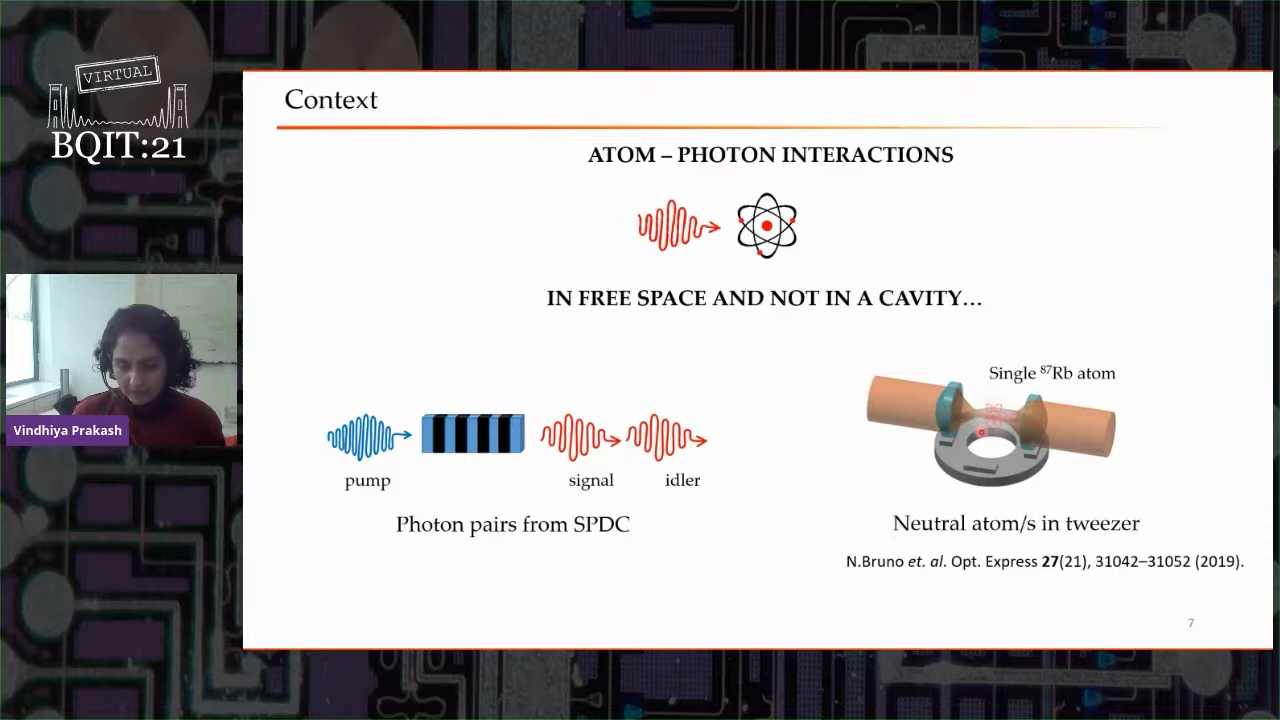 VIRTUAL
BQIT:21
Context
ATOM – PHOTON INTERACTIONS
IN FREE SPACE AND NOT IN A CAVITY…
Single ⁸⁷Rb atom
Vindhiya Prakash
pump
signal
idler
Photon pairs from SPDC
Neutral atom/s in tweezer
N.Bruno et. al. Opt. Express 27(21), 31042–31052 (2019).
7